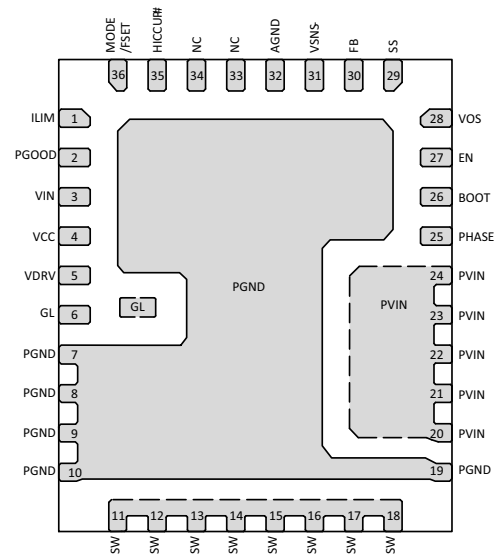 MODE
/FSET
HICCUP#
NC
NC
AGND
VSNS-
FB
SS
36
35
34
33
32
31
30
29
ILIM 1
28 VOS
PGOOD 2
27 EN
VIN 3
26 BOOT
VCC 4
25 PHASE
VDRV 5
24 PVIN
PGND
PVIN
GL 6
GL
23 PVIN
PGND 7
22 PVIN
PGND 8
21 PVIN
PGND 9
20 PVIN
PGND 10
19 PGND
11
12
13
14
15
16
17
18
SW
SW
SW
SW
SW
SW
SW
SW